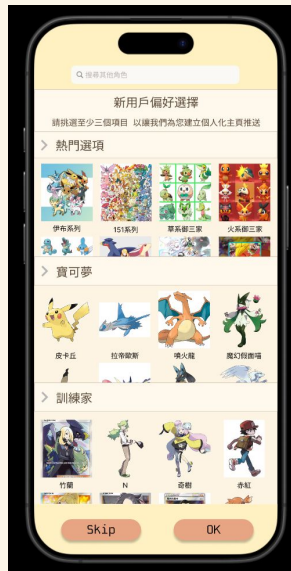 搜尋其他角色
新用戶偏好選擇
請挑選至少三個項目 以讓我們為您建立個人化主頁推送
熱門選項
伊布系列 151系列 草系御三家 火系御三家
寶可夢
皮卡丘 拉帝歐斯 噴火龍 魔幻假面喵
訓練家
竹蘭 N 奇樹 赤紅
Skip OK